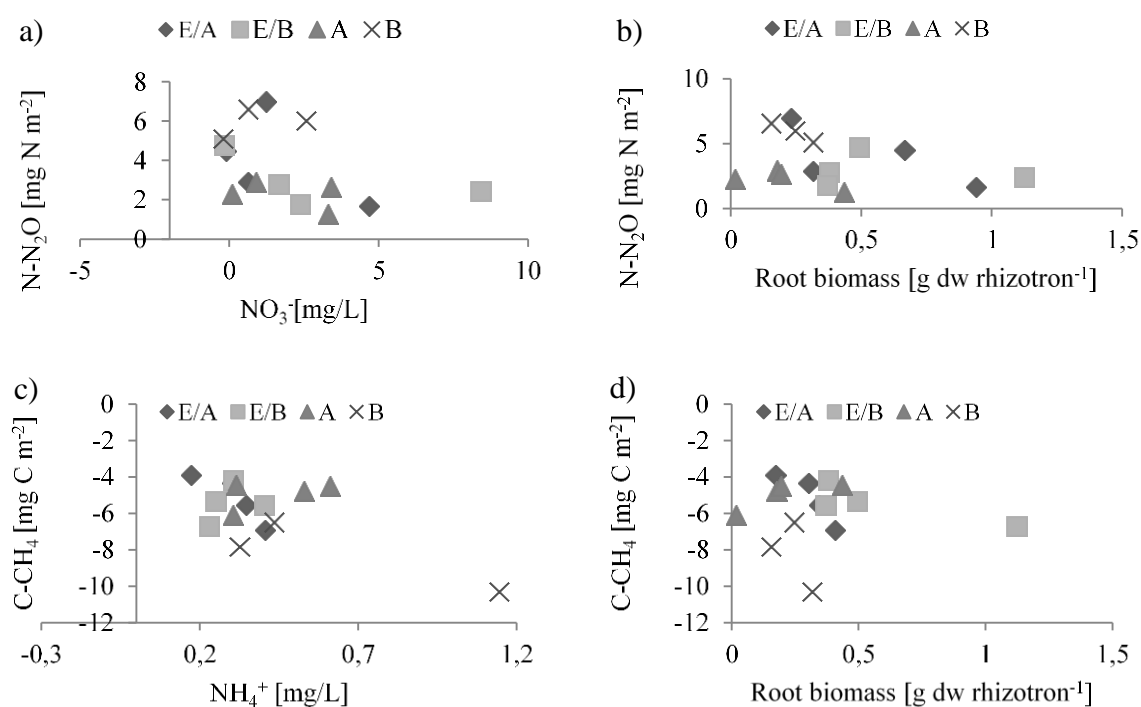 a)
E/A E/B A B
N-N₂O [mg N m⁻²]
8
6
4
2
0
-5 0 5 10
NO₃⁻[mg/L]
b)
E/A E/B A B
N-N₂O [mg N m⁻²]
10
5
0
0 0,5 1 1,5
Root biomass [g dw rhizotron⁻¹]
c)
E/A E/B A B
C-CH₄ [mg C m⁻²]
0
-2
-4
-6
-8
-10
-12
-0,3 0,2 0,7 1,2
NH₄⁺ [mg/L]
d)
E/A E/B A B
C-CH₄ [mg C m⁻²]
0
-2
-4
-6
-8
-10
-12
0 0,5 1 1,5
Root biomass [g dw rhizotron⁻¹]